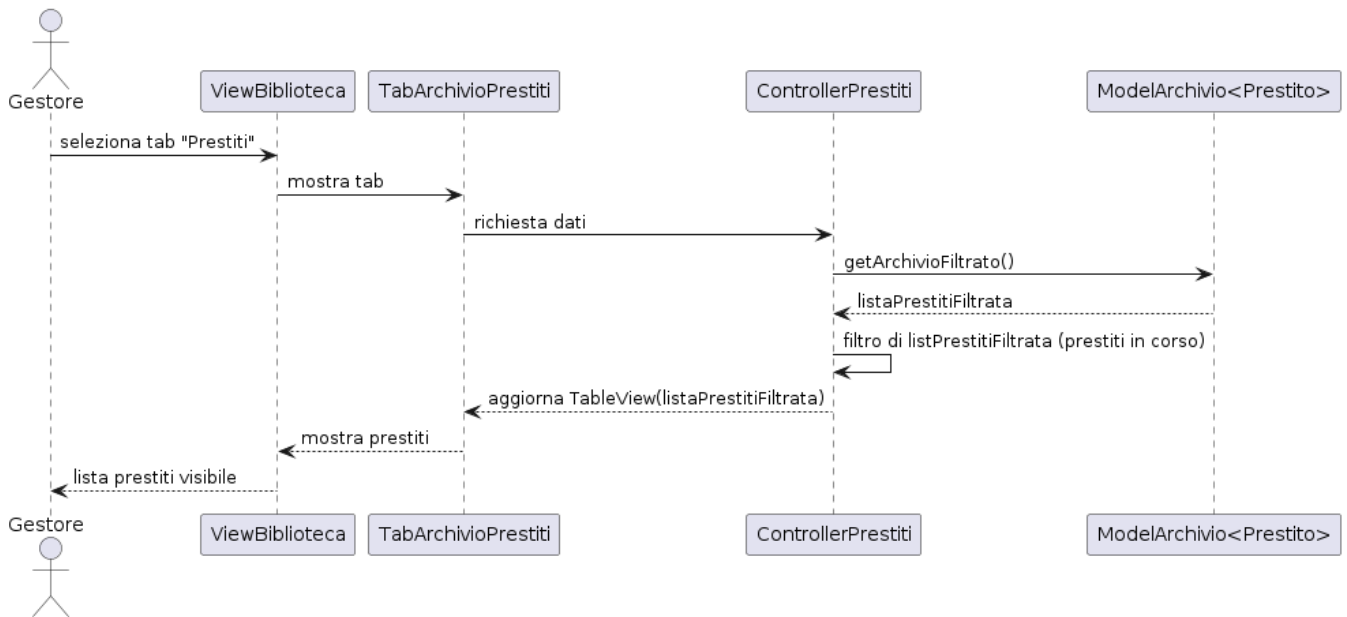 Gestore
ViewBiblioteca
TabArchivioPrestiti
ControllerPrestiti
ModelArchivio<Prestito>
seleziona tab "Prestiti"
mostra tab
richiesta dati
getArchivioFiltrato()
listaPrestitiFiltrata
filtro di listPrestitiFiltrata (prestiti in corso)
aggiorna TableView(listaPrestitiFiltrata)
mostra prestiti
lista prestiti visibile
Gestore
ViewBiblioteca
TabArchivioPrestiti
ControllerPrestiti
ModelArchivio<Prestito>